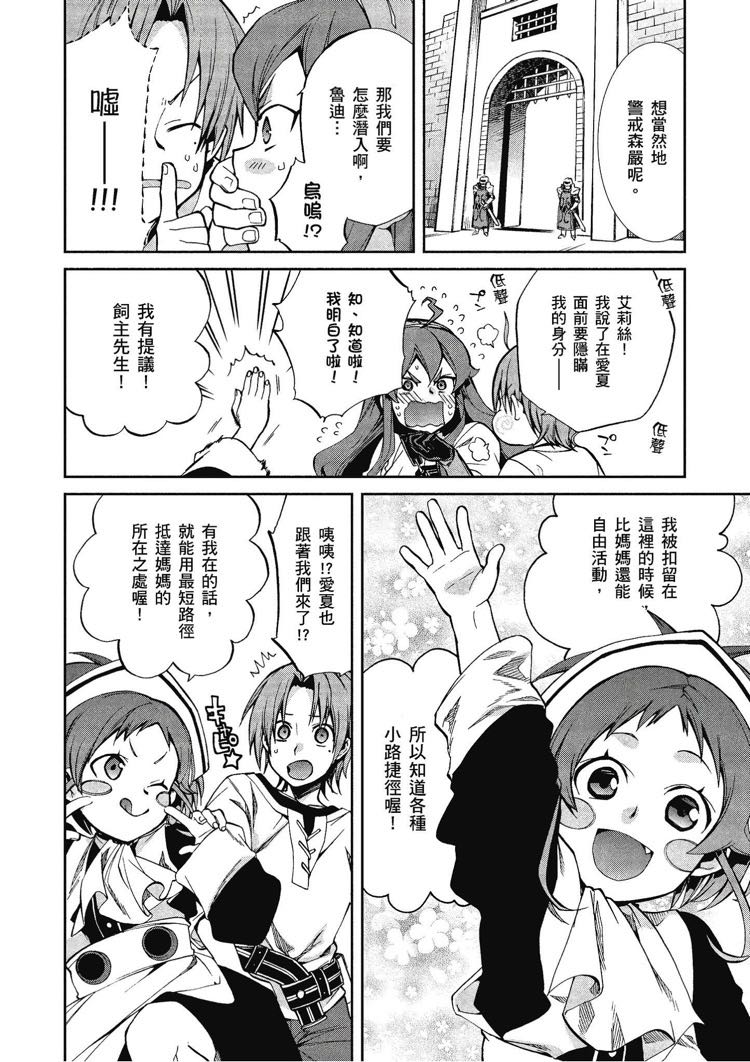 想當然地
警戒森嚴呢。
那我們要
怎麼潛入啊，
魯迪…
烏嗚!?
噓──!!!
艾莉絲！
我說了在愛夏
面前要隱瞞
我的身分──
低聲
低聲
知、知道啦！
我明白了啦！
我有提議！
飼主先生！
我被扣留在
這裡的時候，
比媽媽還能
自由活動，
所以知道各種
小路捷徑喔！
咦咦!?愛夏也
跟著我們來了!?
有我在的話，
就能用最短路徑
抵達媽媽的
所在之處喔！
キャピ☆